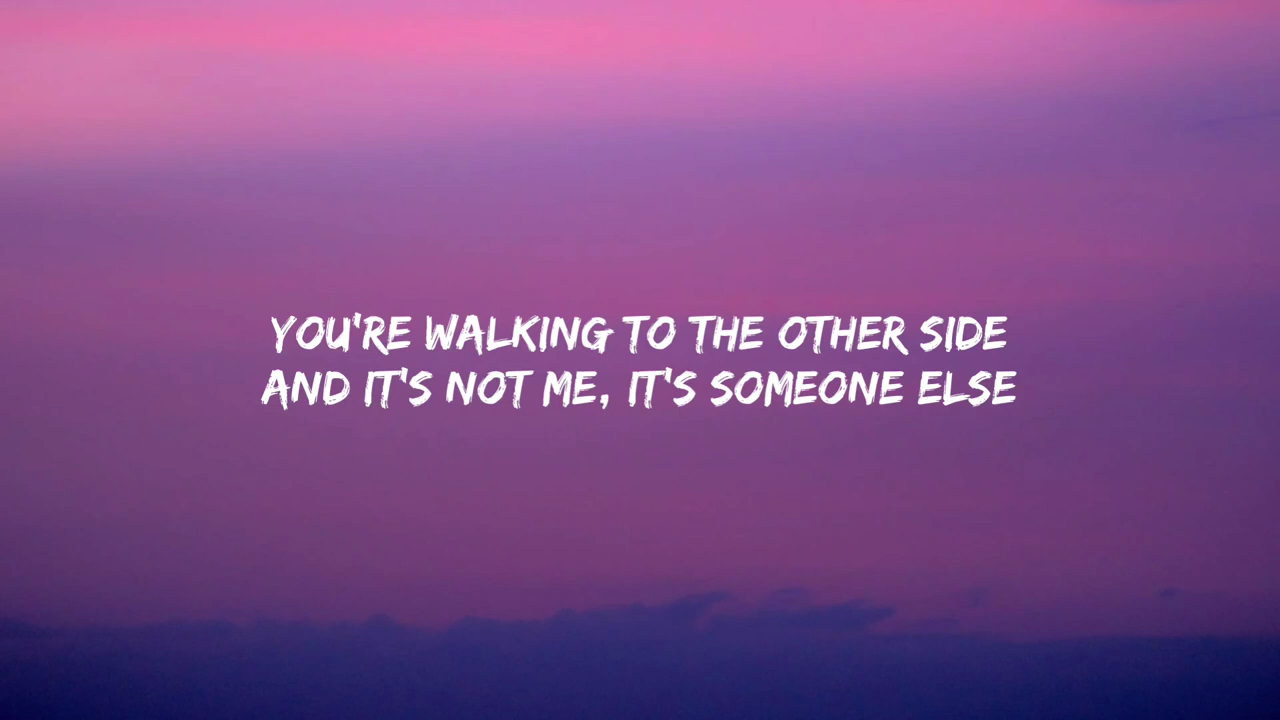 YOU'RE WALKING TO THE OTHER SIDE
AND IT'S NOT ME, IT'S SOMEONE ELSE